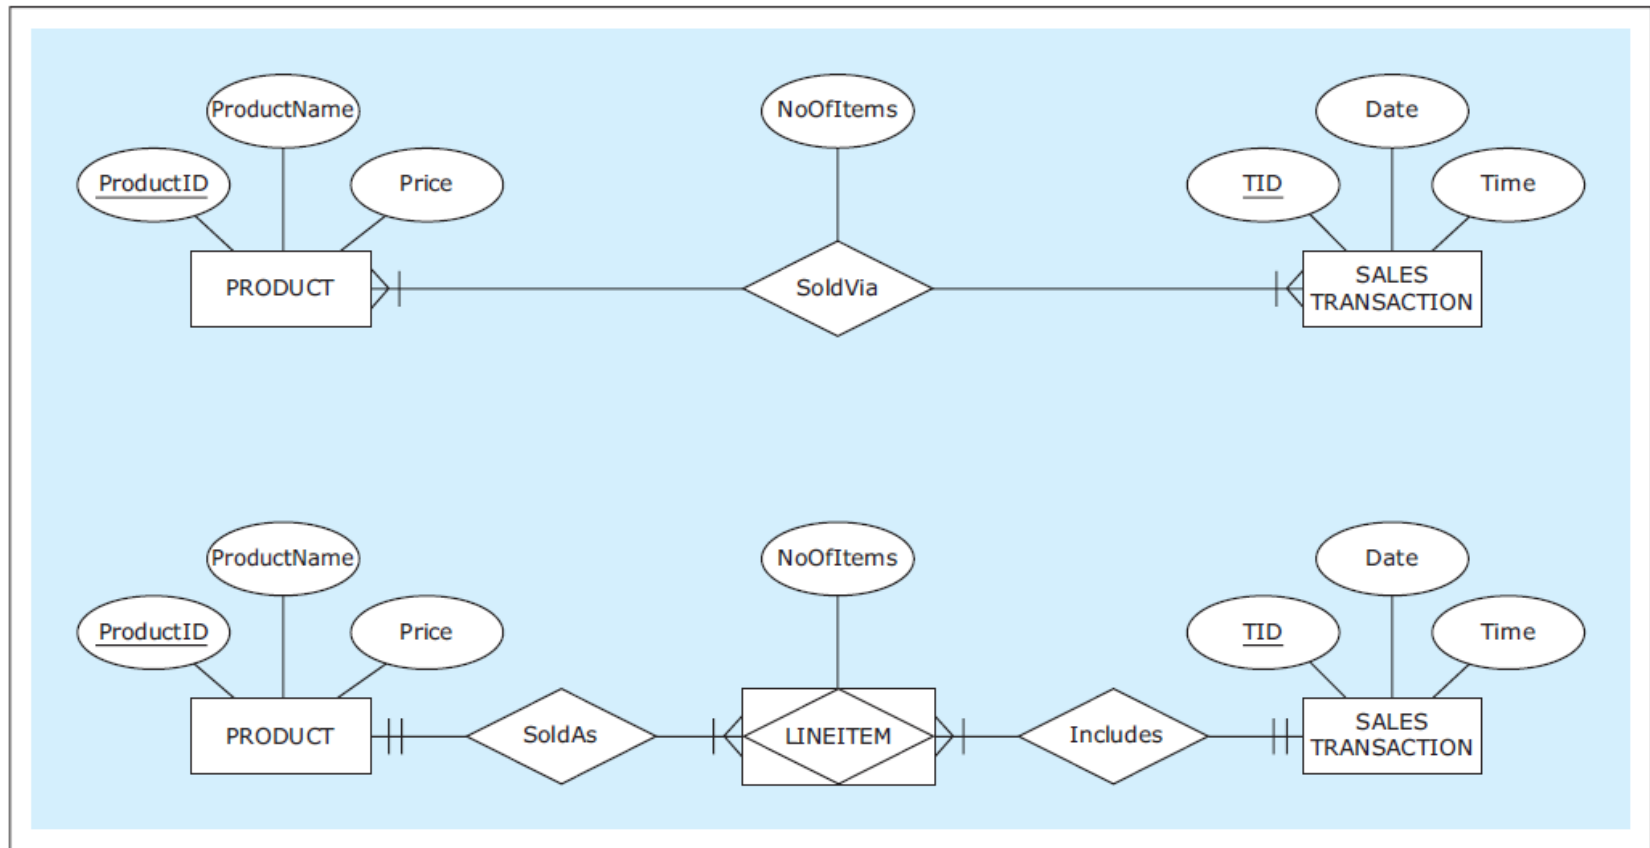 ProductName
NoOfItems
Date
ProductID
Price
TID
Time
PRODUCT
SoldVia
SALES
TRANSACTION
ProductName
NoOfItems
Date
ProductID
Price
TID
Time
PRODUCT
SoldAs
LINEITEM
Includes
SALES
TRANSACTION